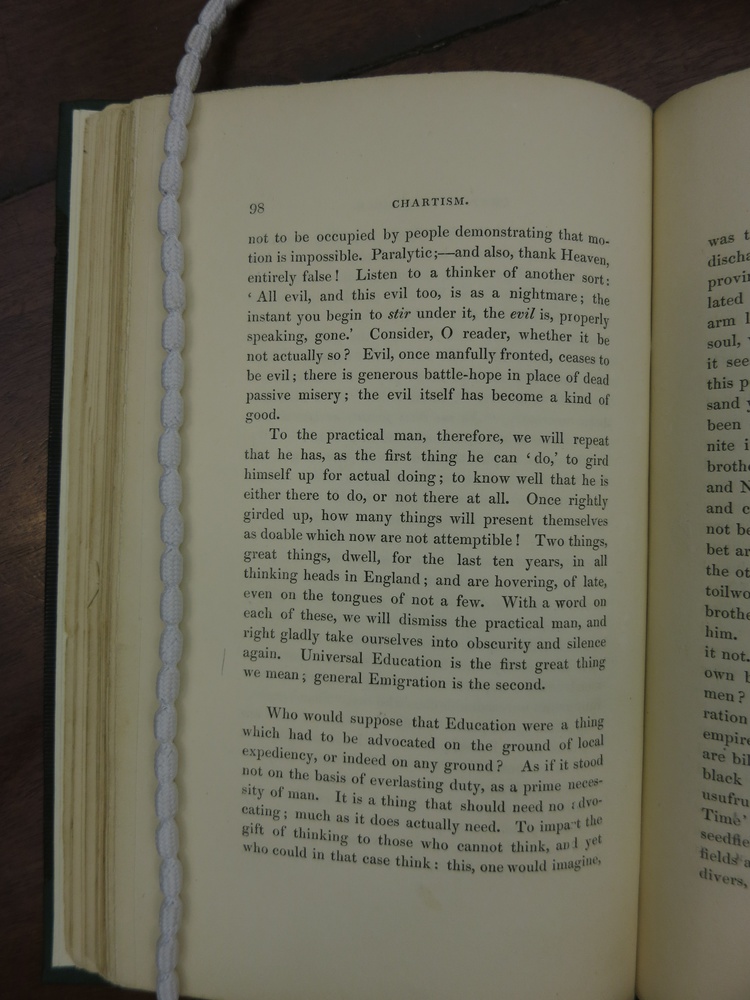 98
CHARTISM.
not to be occupied by people demonstrating that mo-
tion is impossible. Paralytic;—and also, thank Heaven,
entirely false! Listen to a thinker of another sort:
‘All evil, and this evil too, is as a nightmare; the
instant you begin to stir under it, the evil is, properly
speaking, gone.’ Consider, O reader, whether it be
not actually so? Evil, once manfully fronted, ceases to
be evil; there is generous battle-hope in place of dead
passive misery; the evil itself has become a kind of
good.
To the practical man, therefore, we will repeat
that he has, as the first thing he can ‘do,’ to gird
himself up for actual doing; to know well that he is
either there to do, or not there at all. Once rightly
girded up, how many things will present themselves
as doable which now are not attemptible! Two things,
great things, dwell, for the last ten years, in all
thinking heads in England; and are hovering, of late,
even on the tongues of not a few. With a word on
each of these, we will dismiss the practical man, and
right gladly take ourselves into obscurity and silence
again. Universal Education is the first great thing
we mean; general Emigration is the second.
Who would suppose that Education were a thing
which had to be advocated on the ground of local
expediency, or indeed on any ground? As if it stood
not on the basis of everlasting duty, as a prime neces-
sity of man. It is a thing that should need no advo-
cating; much as it does actually need. To impart the
gift of thinking to those who cannot think, and yet
who could in that case think: this, one would imagine,
was t
discha
provin
lated
arm l
soul,
it see
this p
sand y
been
nite i
brothe
and N
and c
not be
bet an
the ot
toilwo
brothe
him.
it not.
own b
men?
ration
empire
are bil
black
usufru
Time'
seedfie
fields a
divers,